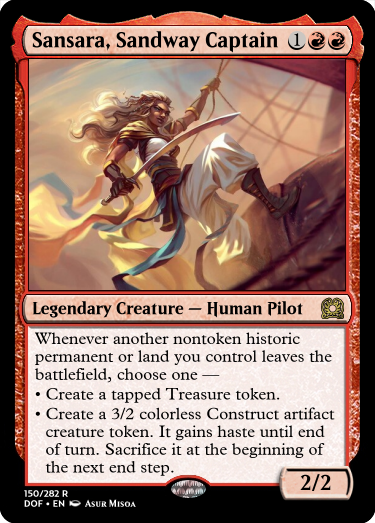 Sansara, Sandway Captain 1
Legendary Creature — Human Pilot
Whenever another nontoken historic
permanent or land you control leaves the
battlefield, choose one —
• Create a tapped Treasure token.
• Create a 3/2 colorless Construct artifact
creature token. It gains haste until end
of turn. Sacrifice it at the beginning of
the next end step.
2/2
150/282 R
DOF • EN Asur Misoa